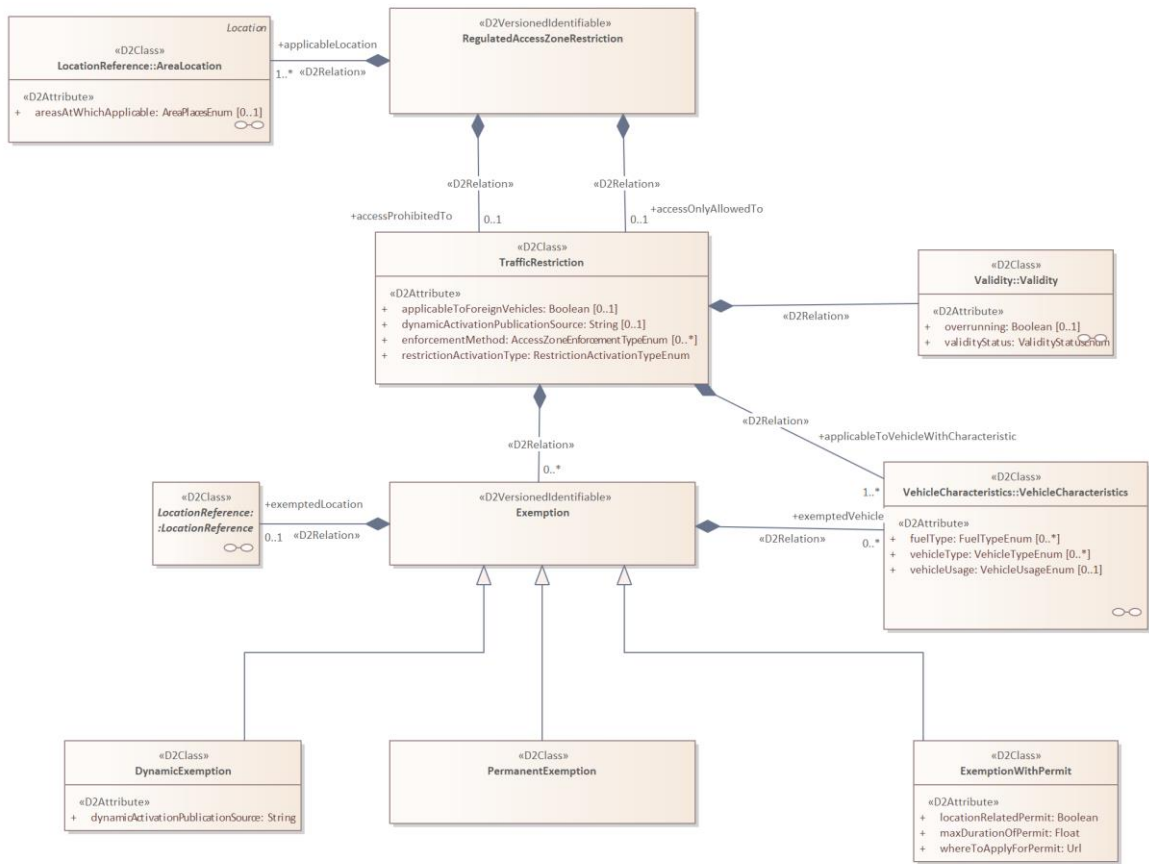 Location
«D2Class»
LocationReference::AreaLocation
«D2Attribute»
+ areasAtWhichApplicable: AreaPlacesEnum [0..1]
+applicableLocation
1..* «D2Relation»
«D2VersionedIdentifiable»
RegulatedAccessZoneRestriction
«D2Relation»
«D2Relation»
+accessProhibitedTo
0..1
0..1
+accessOnlyAllowedTo
«D2Class»
TrafficRestriction
«D2Attribute»
+ applicableToForeignVehicles: Boolean [0..1]
+ dynamicActivationPublicationSource: String [0..1]
+ enforcementMethod: AccessZoneEnforcementTypeEnum [0..*]
+ restrictionActivationType: RestrictionActivationTypeEnum
«D2Relation»
«D2Class»
Validity::Validity
«D2Attribute»
+ overrunning: Boolean [0..1]
+ validityStatus: ValidityStatusEnum
«D2Relation»
0..*
«D2Relation»
+applicableToVehicleWithCharacteristic
1..*
«D2Class»
LocationReference:
:LocationReference
+exemptedLocation
0..1 «D2Relation»
«D2VersionedIdentifiable»
Exemption
+exemptedVehicle
«D2Relation» 0..*
«D2Class»
VehicleCharacteristics::VehicleCharacteristics
«D2Attribute»
+ fuelType: FuelTypeEnum [0..*]
+ vehicleType: VehicleTypeEnum [0..*]
+ vehicleUsage: VehicleUsageEnum [0..1]
«D2Class»
DynamicExemption
«D2Attribute»
+ dynamicActivationPublicationSource: String
«D2Class»
PermanentExemption
«D2Class»
ExemptionWithPermit
«D2Attribute»
+ locationRelatedPermit: Boolean
+ maxDurationOfPermit: Float
+ whereToApplyForPermit: Url